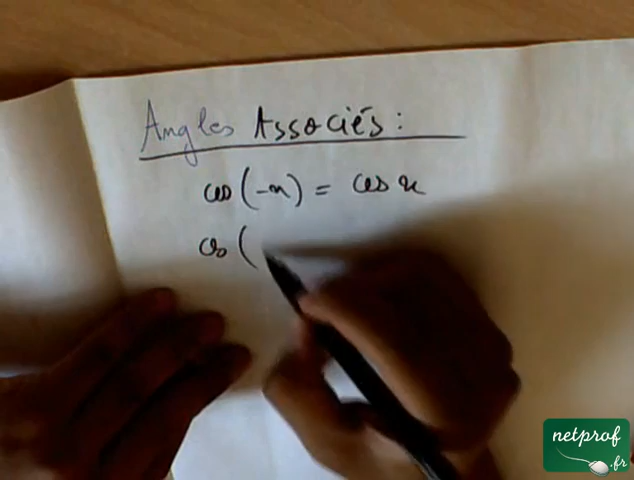 Angles Associés :
cos (-x) = cos x
cos (
netprof
.fr